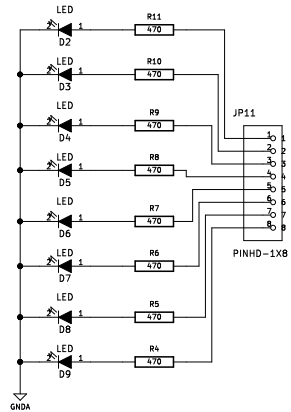 LED
2 1
D2
R11
470
LED
2 1
D3
R10
470
LED
2 1
D4
R9
470
LED
2 1
D5
R8
470
LED
2 1
D6
R7
470
LED
2 1
D7
R6
470
LED
2 1
D8
R5
470
LED
2 1
D9
R4
470
JP11
1 1
2 2
3 3
4 4
5 5
6 6
7 7
8 8
PINHD-1X8
GNDA